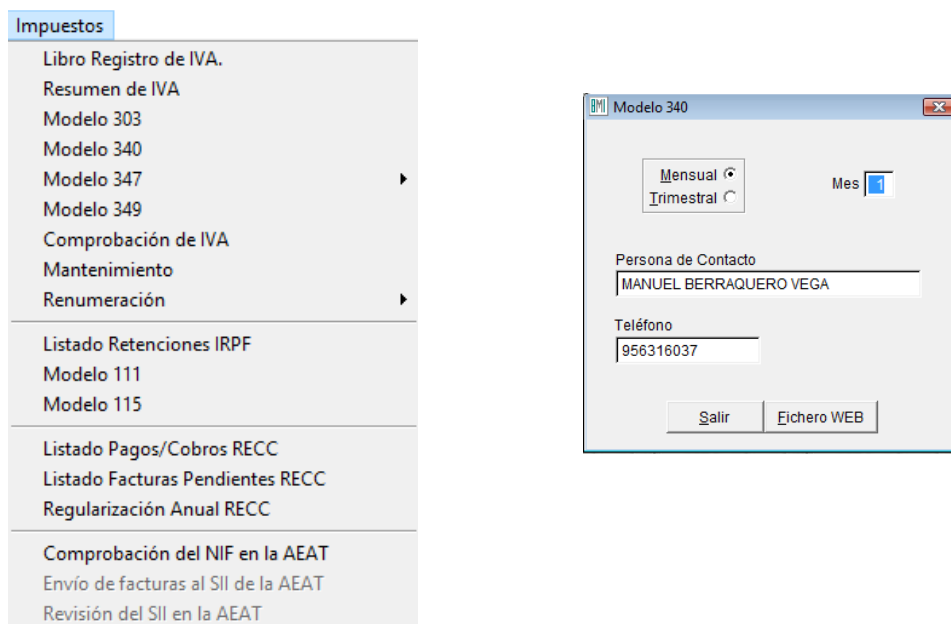 Impuestos
Libro Registro de IVA.
Resumen de IVA
Modelo 303
Modelo 340
Modelo 347
Modelo 349
Comprobación de IVA
Mantenimiento
Renumeración
Listado Retenciones IRPF
Modelo 111
Modelo 115
Listado Pagos/Cobros RECC
Listado Facturas Pendientes RECC
Regularización Anual RECC
Comprobación del NIF en la AEAT
Envío de facturas al SII de la AEAT
Revisión del SII en la AEAT
BMI Modelo 340
Mensual
Trimestral
Mes 1
Persona de Contacto
MANUEL BERRAQUERO VEGA
Teléfono
956316037
Salir Fichero WEB